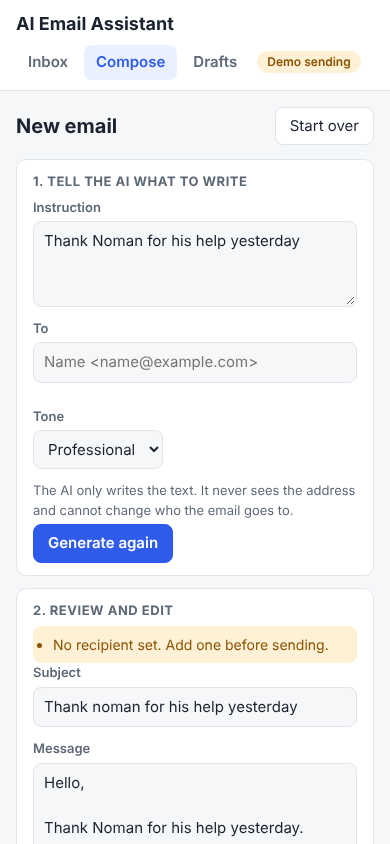 AI Email Assistant
Inbox Compose Drafts Demo sending
New email Start over
1. TELL THE AI WHAT TO WRITE
Instruction
Thank Noman for his help yesterday
To
Name <name@example.com>
Tone
Professional
The AI only writes the text. It never sees the address
and cannot change who the email goes to.
Generate again
2. REVIEW AND EDIT
• No recipient set. Add one before sending.
Subject
Thank noman for his help yesterday
Message
Hello,
Thank Noman for his help yesterday.